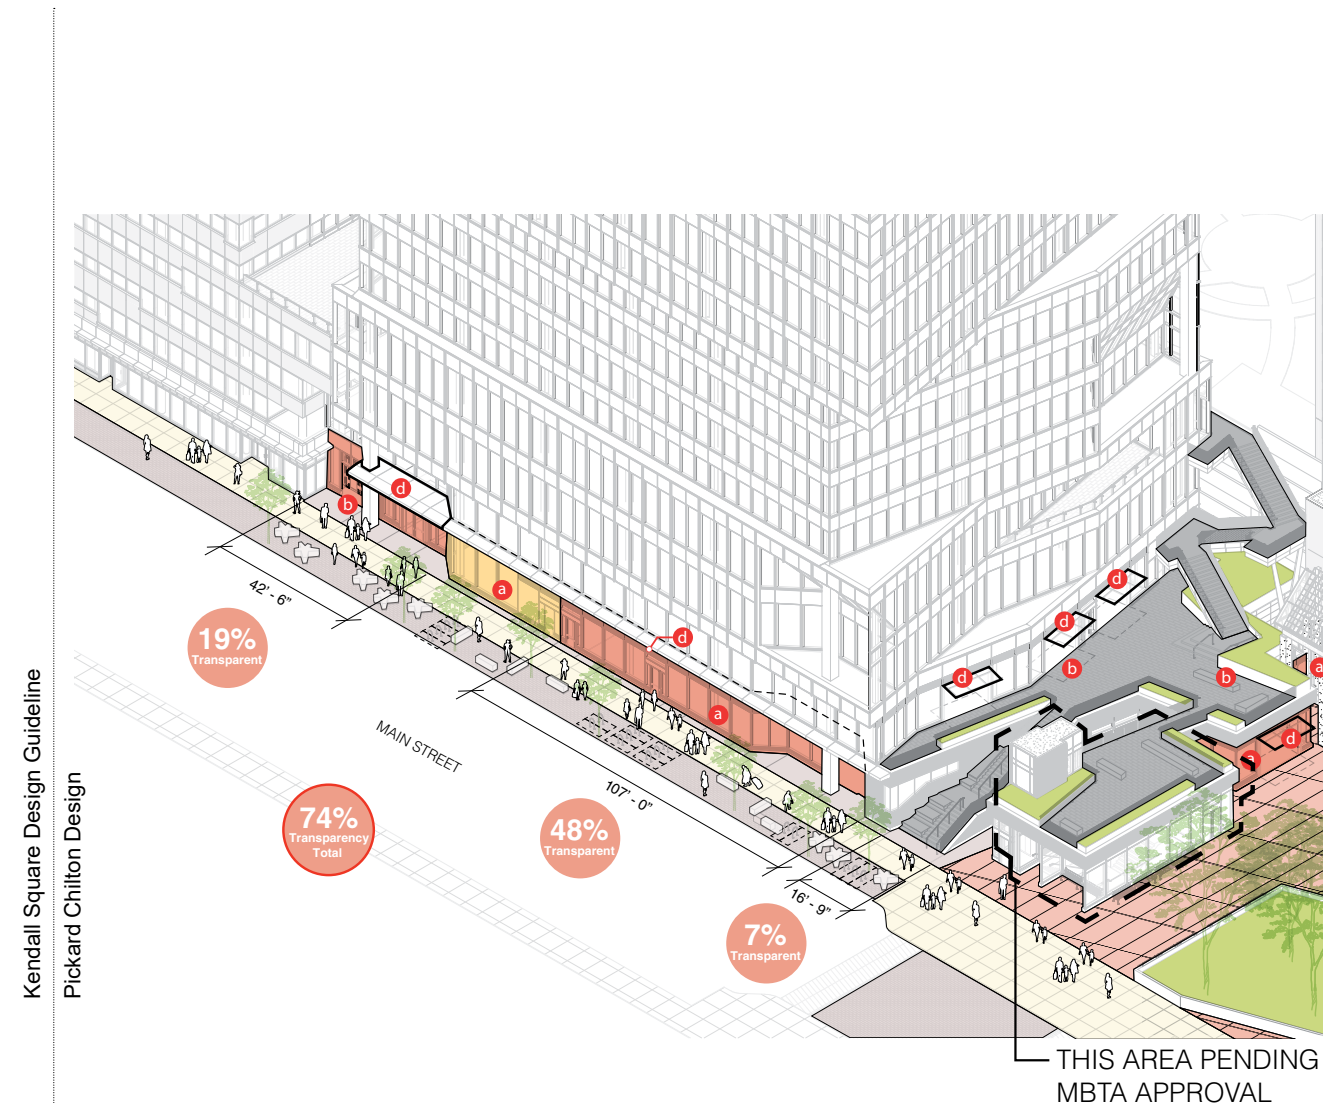 Kendall Square Design Guideline
Pickard Chilton Design
d
b
a
d
a
d
d
d
b
b
a
d
a
42' - 6"
19%
Transparent
MAIN STREET
107' - 0"
74%
Transparency
Total
48%
Transparent
16' - 9"
7%
Transparent
THIS AREA PENDING
MBTA APPROVAL